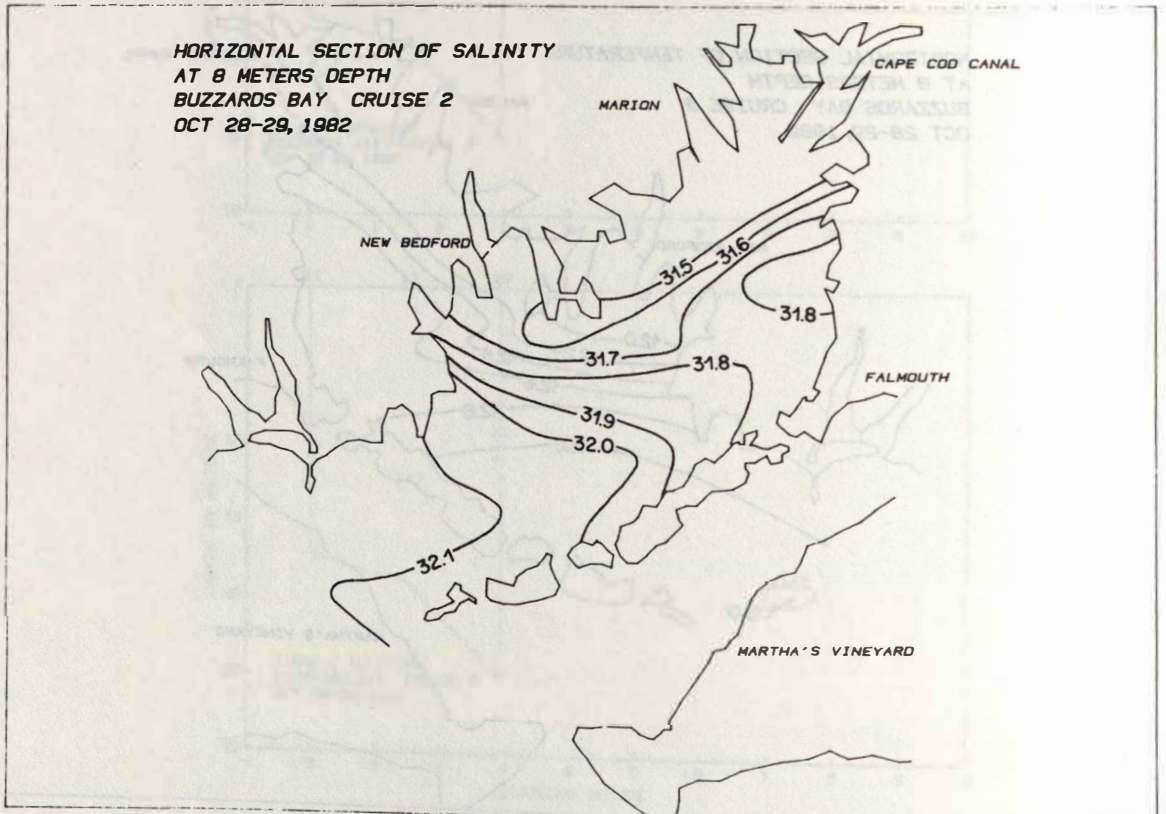 HORIZONTAL SECTION OF SALINITY
AT 8 METERS DEPTH
BUZZARDS BAY CRUISE 2
OCT 28-29, 1982
CAPE COD CANAL
MARION
NEW BEDFORD
31.5
31.6
31.8
31.7
31.8
FALMOUTH
31.9
32.0
32.1
MARTHA'S VINEYARD